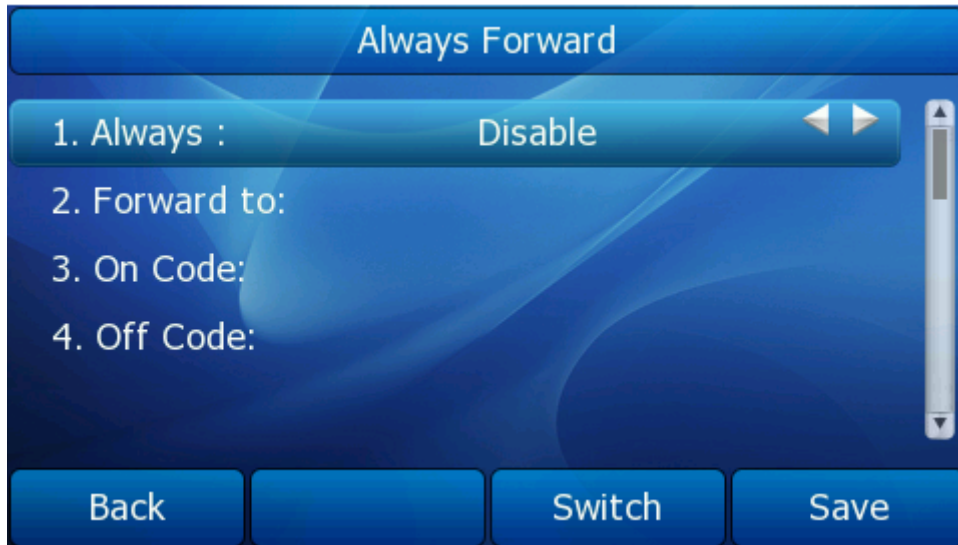 Always Forward
1. Always : Disable
2. Forward to:
3. On Code:
4. Off Code:
Back Switch Save